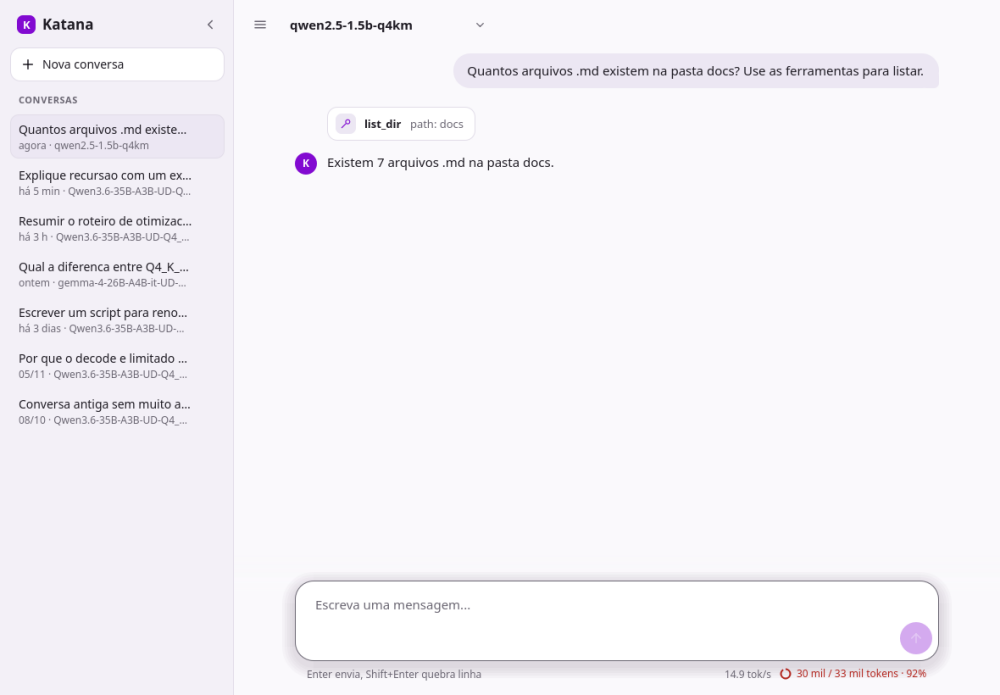 K Katana
Nova conversa
CONVERSAS
Quantos arquivos .md existe...
agora · qwen2.5-1.5b-q4km
Explique recursao com um ex...
há 5 min · Qwen3.6-35B-A3B-UD-Q...
Resumir o roteiro de otimizac...
há 3 h · Qwen3.6-35B-A3B-UD-Q4_...
Qual a diferenca entre Q4_K_...
ontem · gemma-4-26B-A4B-it-UD-...
Escrever um script para reno...
há 3 dias · Qwen3.6-35B-A3B-UD-...
Por que o decode e limitado ...
05/11 · Qwen3.6-35B-A3B-UD-Q4_...
Conversa antiga sem muito a...
08/10 · Qwen3.6-35B-A3B-UD-Q4_...
qwen2.5-1.5b-q4km
Quantos arquivos .md existem na pasta docs? Use as ferramentas para listar.
list_dir path: docs
K Existem 7 arquivos .md na pasta docs.
Escreva uma mensagem...
Enter envia, Shift+Enter quebra linha
14.9 tok/s 30 mil / 33 mil tokens · 92%